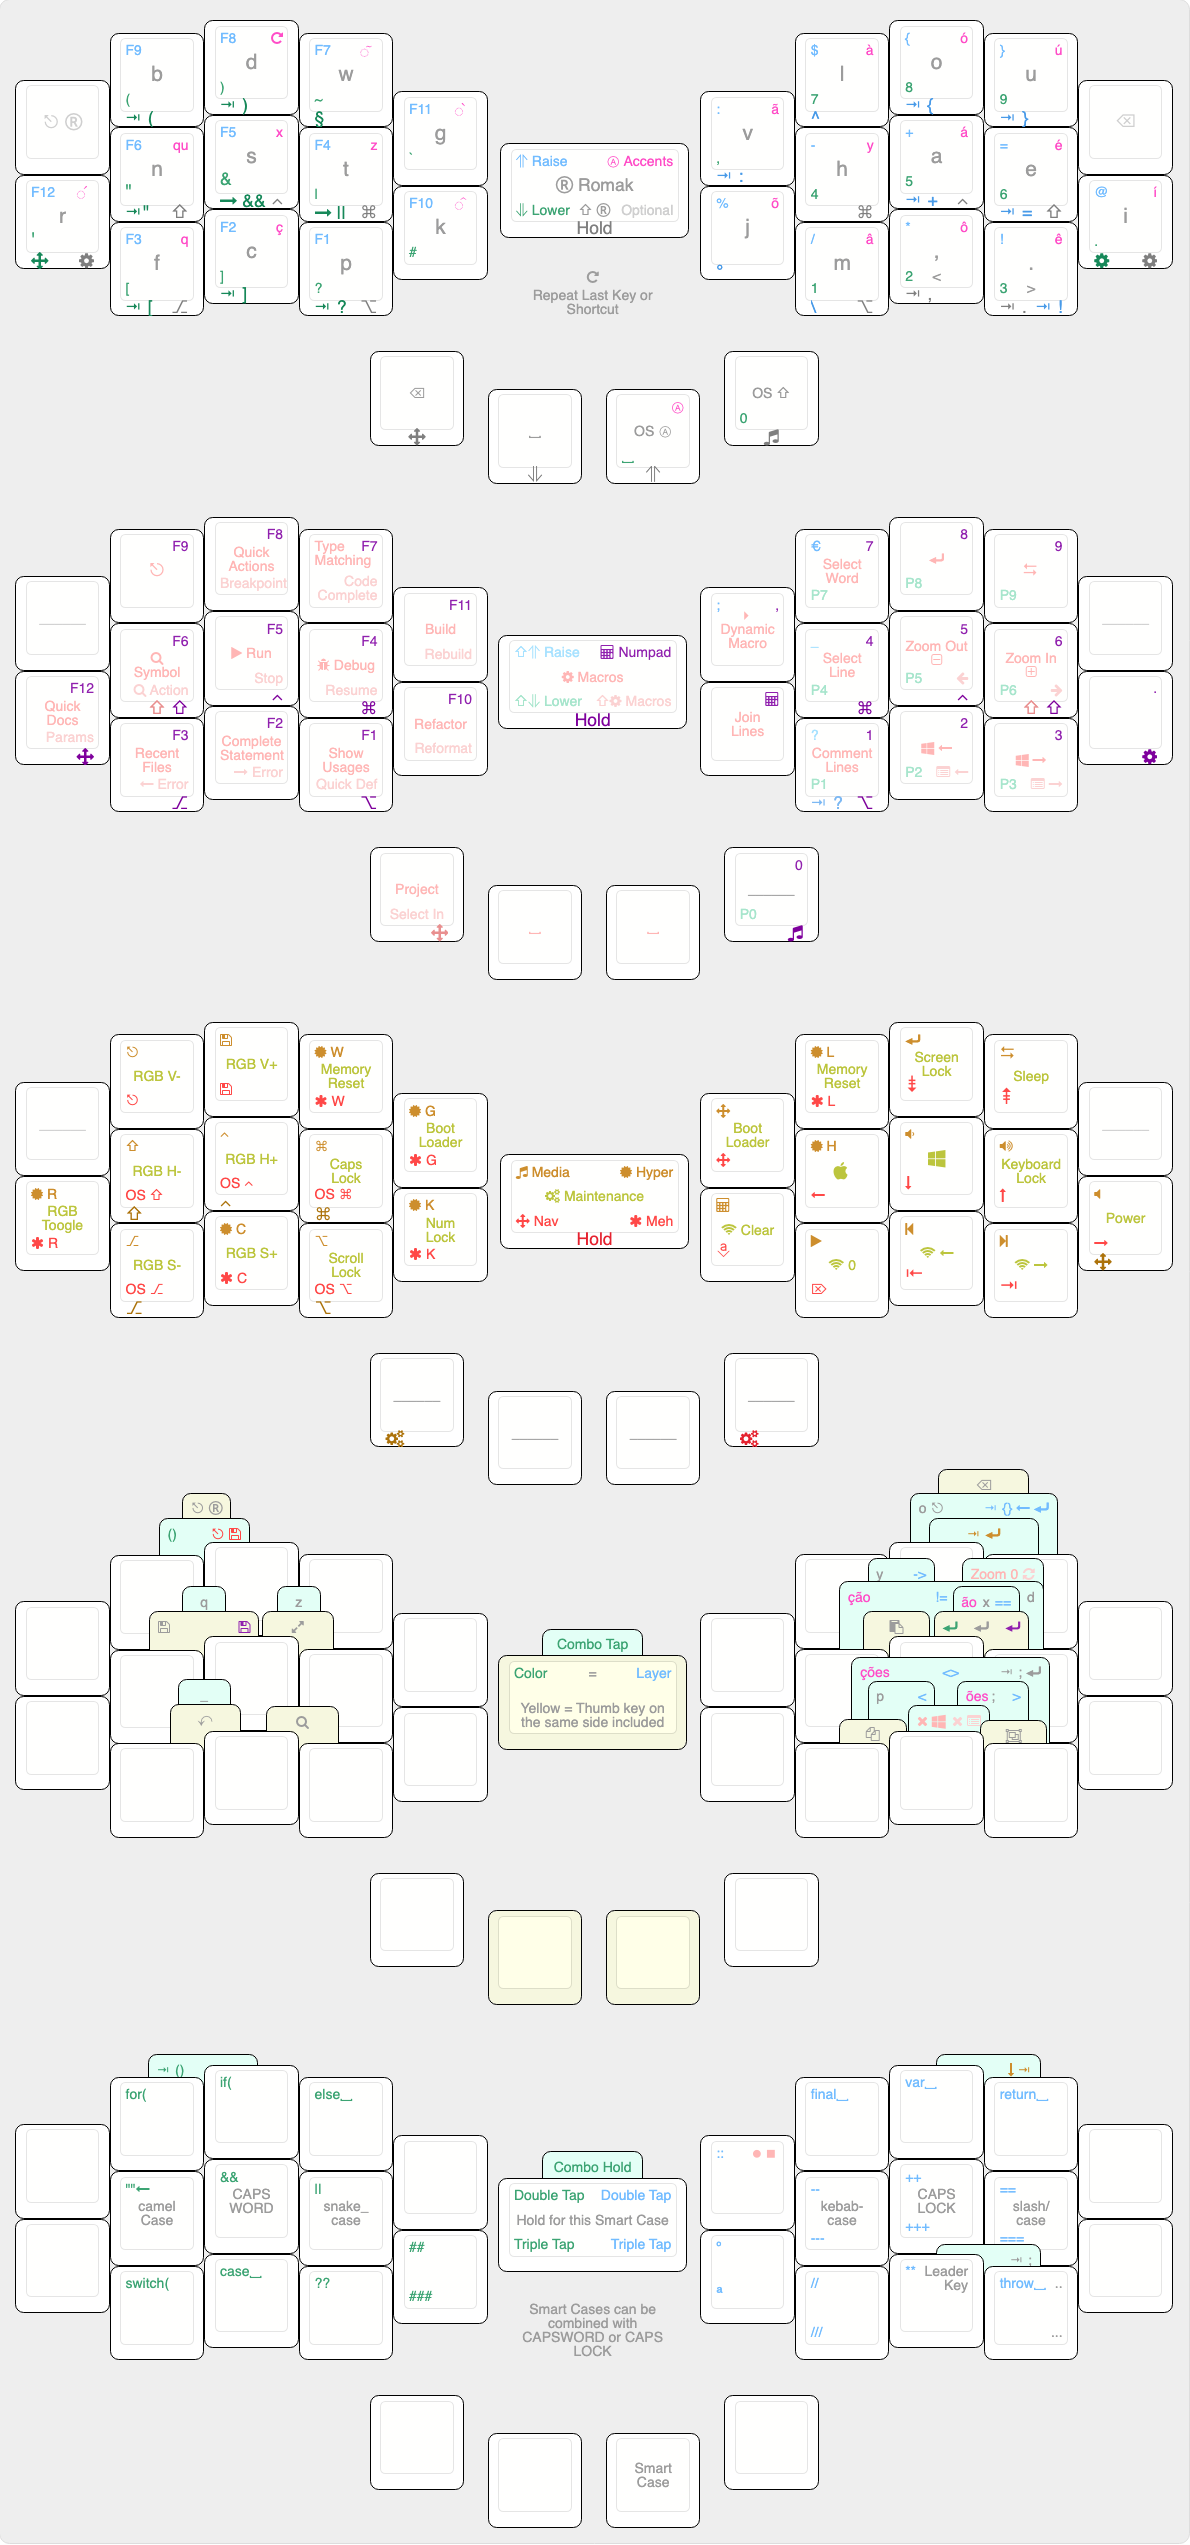 F9 b (  ⇥ (
F8 d )  ⇥ )
F7 w ~ §
F11 g `
® 
F6 qu n " ⇥"
F5 x s & → &&
F4 z t | → ||
F12 r '
F10 k #
F3 q f [ ⇥ [
F2 ç c ] ⇥ ]
F1 p ? ⇥ ?
Raise Ⓐ Accents
® Romak
Lower ⇧ ® Optional
Hold
Repeat Last Key or
Shortcut
$ à l 7 ^
{ ó o 8 ⇥ {
} ú u 9 ⇥ }
: ã v , ⇥ :
- y h 4
+ á a 5 ⇥ +
= é e 6 ⇥ =
@ í i .
% õ j °
/ â m 1 \
* ô , 2 < ⇥ ,
! ê . 3 > ⇥ . ⇥ !
OS Ⓐ
OS ⇧ 0
F9
F8 Quick
Actions
Breakpoint
Type F7
Matching
Code
Complete
F11
Build
Rebuild
F6
Symbol
Action
F5
Run
Stop
F4
Debug
Resume
F12
Quick
Docs
Params
F10
Refactor
Reformat
F3
Recent
Files
← Error
F2
Complete
Statement
→ Error
F1
Show
Usages
Quick Def
Raise Numpad
Macros
Lower Macros
Hold
€ 7
Select
Word
P7
8
P8
9
P9
; ,
Dynamic
Macro
_ 4
Select
Line
P4
5
Zoom Out
P5
6
Zoom In
P6
.
Join
Lines
? 1
Comment
Lines
P1
⇥ ?
2
P2
3
P3
Project
Select In
0
P0
RGB V-
RGB V+
W
Memory
Reset
W
G
Boot
Loader
G
RGB H-
OS ⇧
RGB H+
OS ^
Caps
Lock
OS ⌘
R
RGB
Toogle
R
K
Num
Lock
K
RGB S-
OS
C
RGB S+
C
Scroll
Lock
OS ⌥
Media Hyper
Maintenance
Nav Meh
Hold
L
Memory
Reset
L
Screen
Lock
Sleep
Boot
Loader
H
Keyboard
Lock
Power
Clear
a
0
®
()
q
z
_
Combo Tap
Color = Layer
Yellow = Thumb key on
the same side included
o ⇥ {} ← ↵
y -> Zoom 0
ção != ão x == d
ções <> ⇥ ; ↵
p < ões ; >
⇥ ()
for(
if(
else
""←
camel
Case
&&
CAPS
WORD
||
snake_
case
##
###
switch(
case
??
Combo Hold
Double Tap Double Tap
Hold for this Smart Case
Triple Tap Triple Tap
Smart Cases can be
combined with
CAPSWORD or CAPS
LOCK
final
var
return
::
--
kebab-
case
---
++
CAPS
LOCK
+++
==
slash/
case
===
°
a
//
///
** Leader
Key
⇥ ;
throw ..
...
Smart
Case